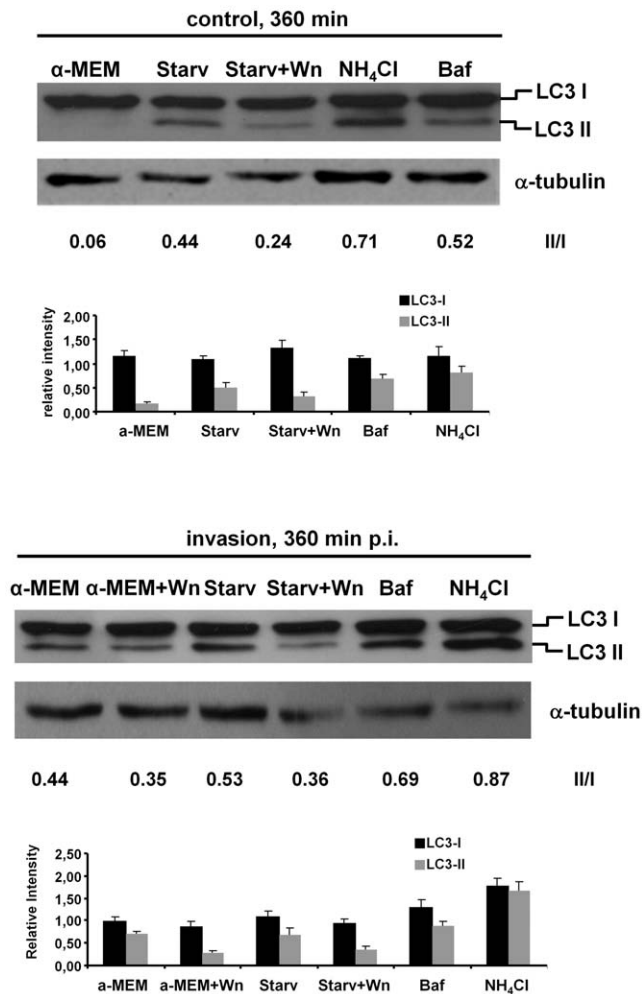 control, 360 min
α-MEM Starv Starv+Wn NH₄Cl Baf
LC3 I
LC3 II
α-tubulin
0.06 0.44 0.24 0.71 0.52 II/I
LC3-I
LC3-II
relative intensity
2,00
1,50
1,00
0,50
0,00
a-MEM Starv Starv+Wn Baf NH₄Cl
invasion, 360 min p.i.
α-MEM α-MEM+Wn Starv Starv+Wn Baf NH₄Cl
LC3 I
LC3 II
α-tubulin
0.44 0.35 0.53 0.36 0.69 0.87 II/I
LC3-I
LC3-II
Relative Intensity
2,50
2,00
1,50
1,00
0,50
0,00
a-MEM a-MEM+Wn Starv Starv+Wn Baf NH₄Cl